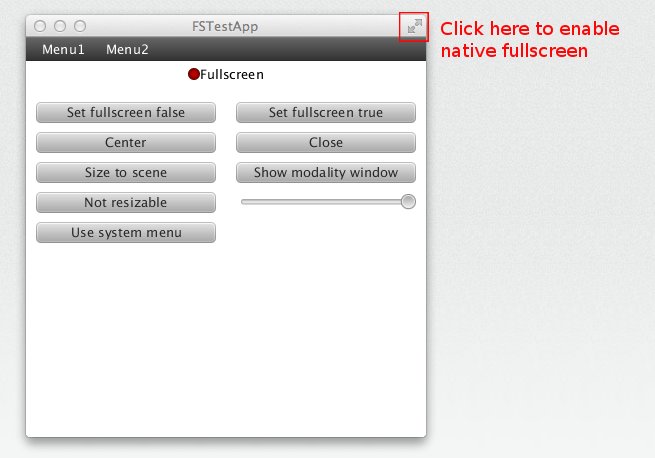 FSTestApp
Click here to enable
native fullscreen
Menu1 Menu2
Fullscreen
Set fullscreen false Set fullscreen true
Center Close
Size to scene Show modality window
Not resizable
Use system menu